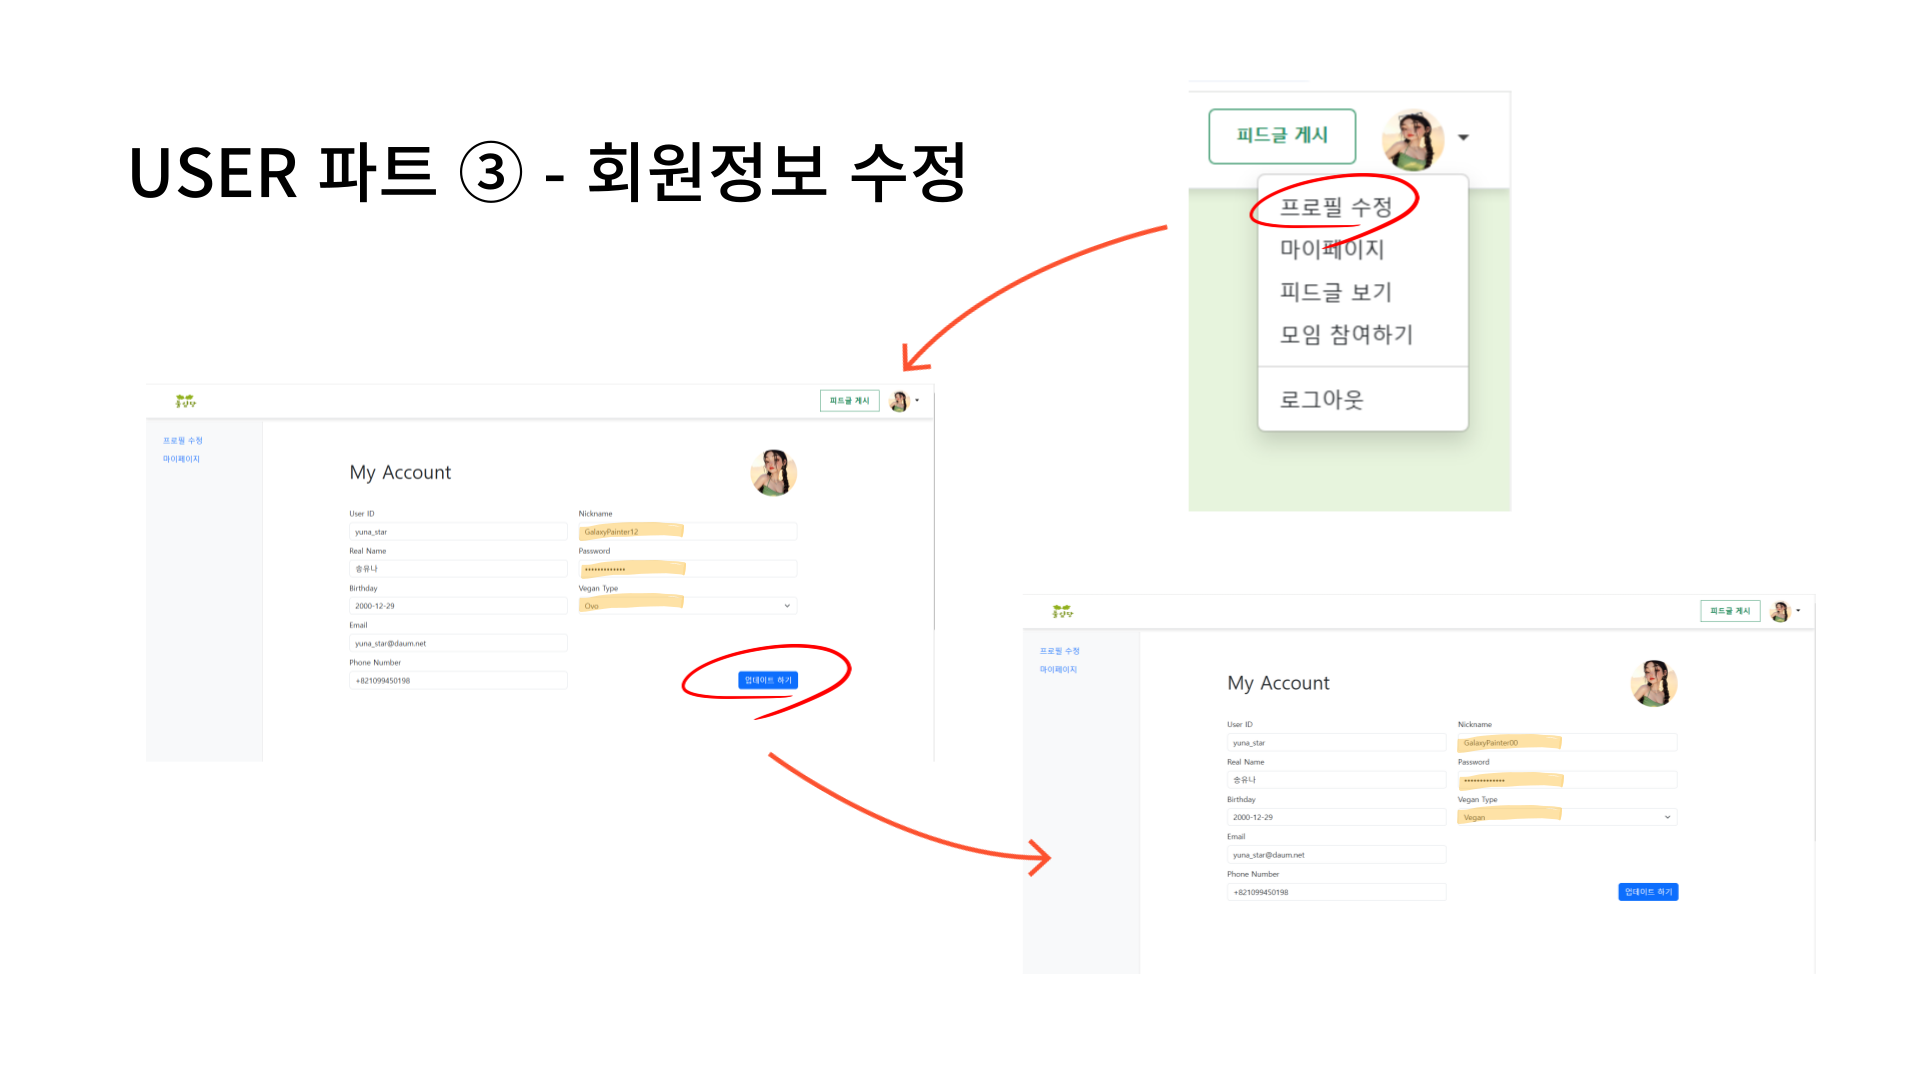 USER 파트 ③ - 회원정보 수정
피드글 게시
프로필 수정
마이페이지
피드글 보기
모임 참여하기
로그아웃
풀입만
피드글 게시
프로필 수정
마이페이지
My Account
User ID
Nickname
yuna_star
GalaxyPainter12
Real Name
Password
송유나
•••••••••••••
Birthday
Vegan Type
2000-12-29
Ovo
Email
yuna_star@daum.net
Phone Number
+821099450198
업데이트 하기
피드글 게시
프로필 수정
마이페이지
My Account
User ID
Nickname
yuna_star
GalaxyPainter00
Real Name
Password
송유나
•••••••••••••
Birthday
Vegan Type
2000-12-29
Vegan
Email
yuna_star@daum.net
Phone Number
+821099450198
업데이트 하기